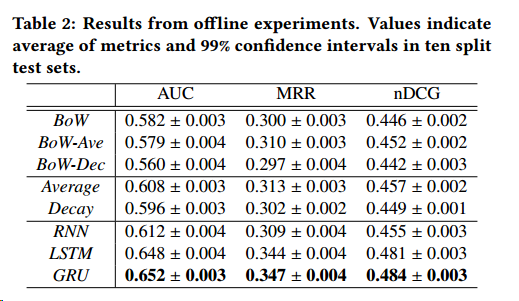 Table 2: Results from offline experiments. Values indicate
average of metrics and 99% confidence intervals in ten split
test sets.
AUC MRR nDCG
BoW 0.582 ± 0.003 0.300 ± 0.003 0.446 ± 0.002
BoW-Ave 0.579 ± 0.004 0.310 ± 0.003 0.452 ± 0.002
BoW-Dec 0.560 ± 0.004 0.297 ± 0.004 0.442 ± 0.003
Average 0.608 ± 0.003 0.313 ± 0.003 0.457 ± 0.002
Decay 0.596 ± 0.003 0.302 ± 0.002 0.449 ± 0.001
RNN 0.612 ± 0.004 0.309 ± 0.004 0.455 ± 0.003
LSTM 0.648 ± 0.004 0.344 ± 0.004 0.481 ± 0.003
GRU 0.652 ± 0.003 0.347 ± 0.004 0.484 ± 0.003